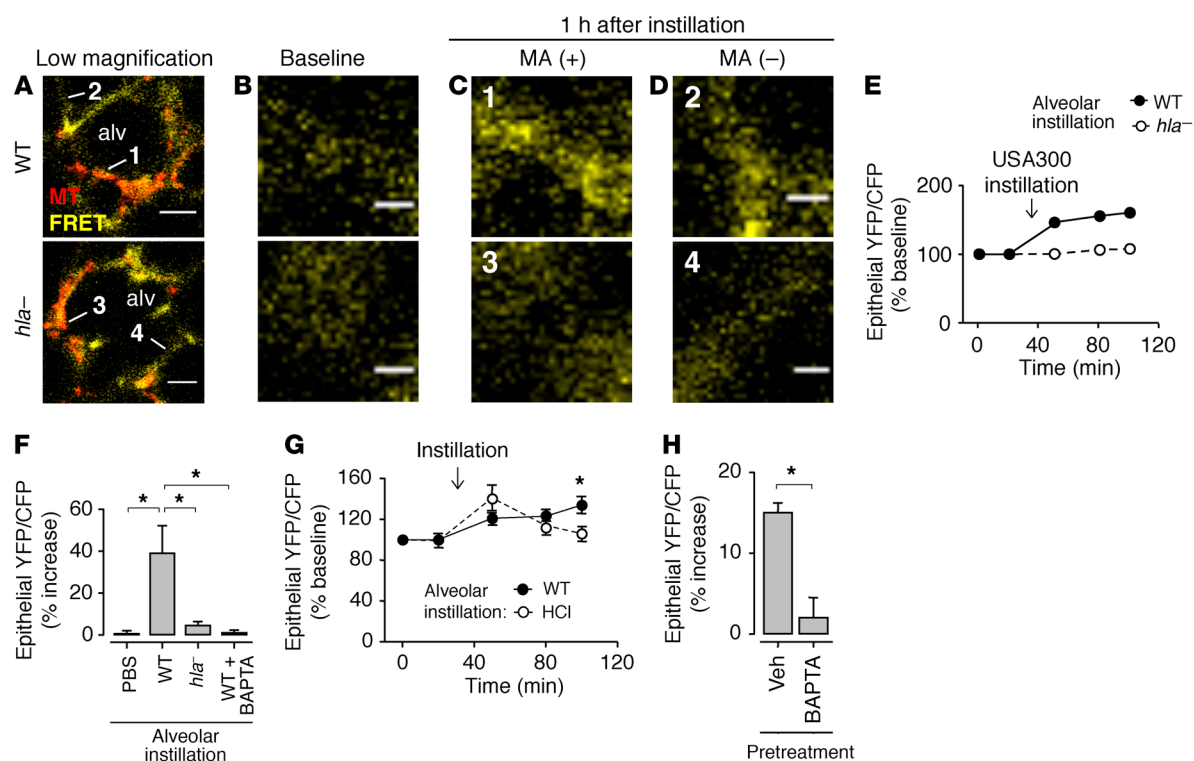 1 h after instillation
Low magnification
Baseline
MA (+)
MA (–)
A
B
C
D
E
WT
2
alv
1
MT
FRET
1
2
hla–
3
alv
4
3
4
Alveolar
instillation
WT
hla–
USA300
instillation
Epithelial YFP/CFP
(% baseline)
200
100
0
0
40
80
120
Time (min)
F
Epithelial YFP/CFP
(% increase)
60
40
20
0
*
*
*
PBS
WT
hla–
WT +
BAPTA
Alveolar
instillation
G
Instillation
Epithelial YFP/CFP
(% baseline)
160
120
80
40
0
*
Alveolar
instillation:
WT
HCl
0
40
80
120
Time (min)
H
Epithelial YFP/CFP
(% increase)
20
10
0
*
Veh
BAPTA
Pretreatment